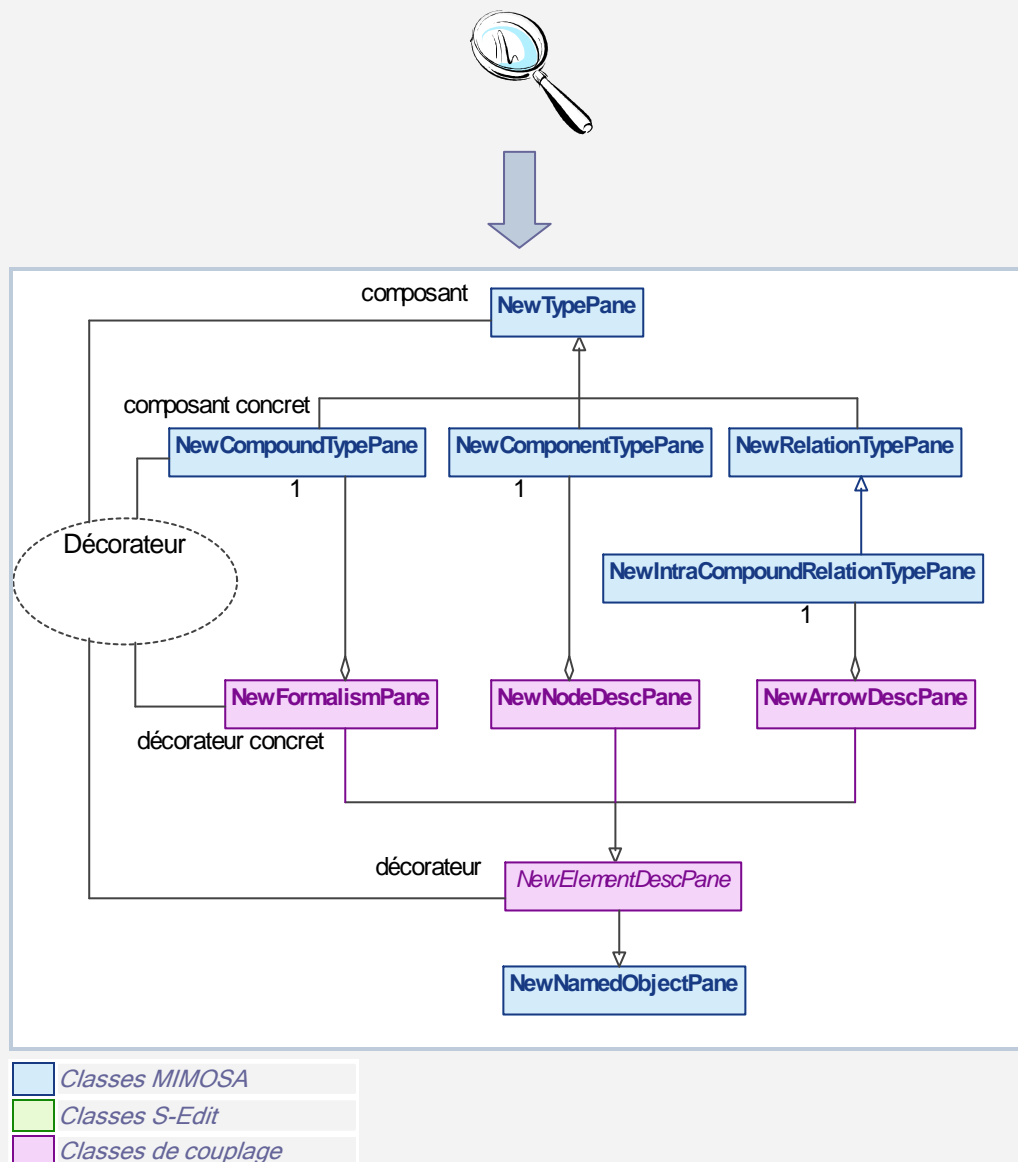 composant
NewTypePane
composant concret
NewCompoundTypePane
NewComponentTypePane
NewRelationTypePane
1
1
Décorateur
NewIntraCompoundRelationTypePane
1
NewFormalismPane
NewNodeDescPane
NewArrowDescPane
décorateur concret
décorateur
NewElementDescPane
NewNamedObjectPane
Classes MIMOSA
Classes S-Edit
Classes de couplage